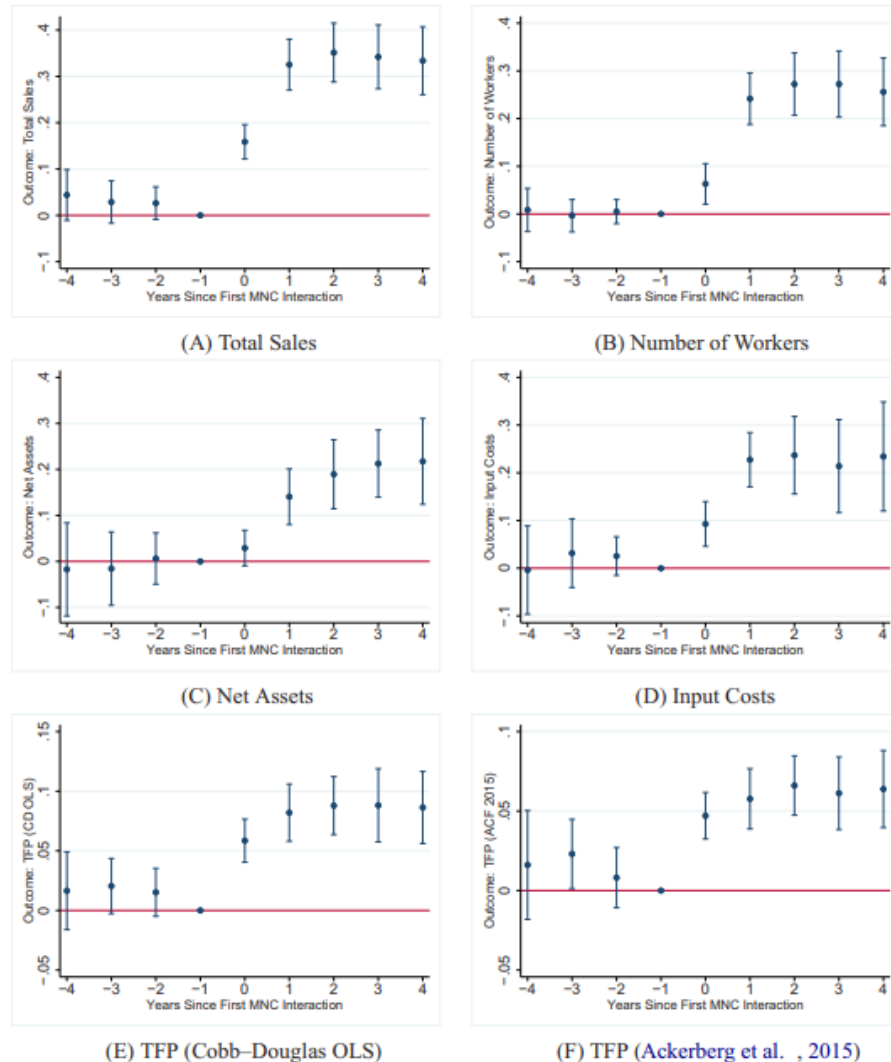 Outcome: Total Sales
.4
.3
.2
.1
0
-.1
-4 -3 -2 -1 0 1 2 3 4
Years Since First MNC Interaction
(A) Total Sales
Outcome: Number of Workers
.4
.3
.2
.1
0
-.1
-4 -3 -2 -1 0 1 2 3 4
Years Since First MNC Interaction
(B) Number of Workers
Outcome: Net Assets
.4
.3
.2
.1
0
-.1
-4 -3 -2 -1 0 1 2 3 4
Years Since First MNC Interaction
(C) Net Assets
Outcome: Input Costs
.4
.3
.2
.1
0
-.1
-4 -3 -2 -1 0 1 2 3 4
Years Since First MNC Interaction
(D) Input Costs
Outcome: TFP (CD OLS)
.15
.1
.05
0
-.05
-4 -3 -2 -1 0 1 2 3 4
Years Since First MNC Interaction
(E) TFP (Cobb–Douglas OLS)
Outcome: TFP (ACF 2015)
.1
.05
0
-.05
-4 -3 -2 -1 0 1 2 3 4
Years Since First MNC Interaction
(F) TFP (Ackerberg et al. , 2015)